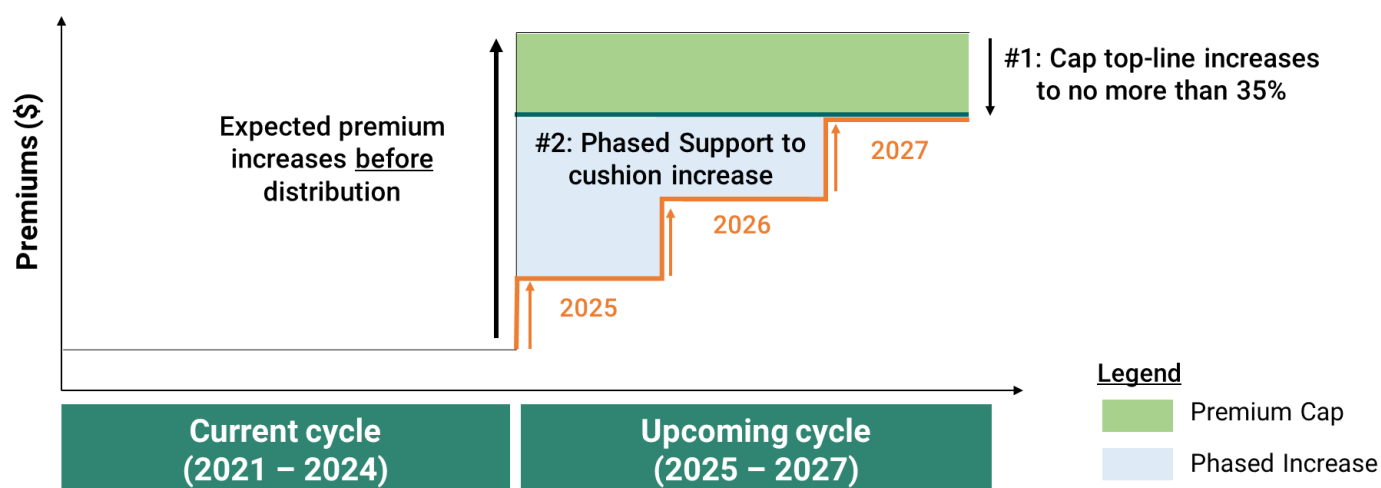 Premiums ($)
Expected premium
increases before
distribution
#1: Cap top-line increases
to no more than 35%
#2: Phased Support to
cushion increase
2025
2026
2027
Current cycle
(2021 – 2024)
Upcoming cycle
(2025 – 2027)
Legend
Premium Cap
Phased Increase